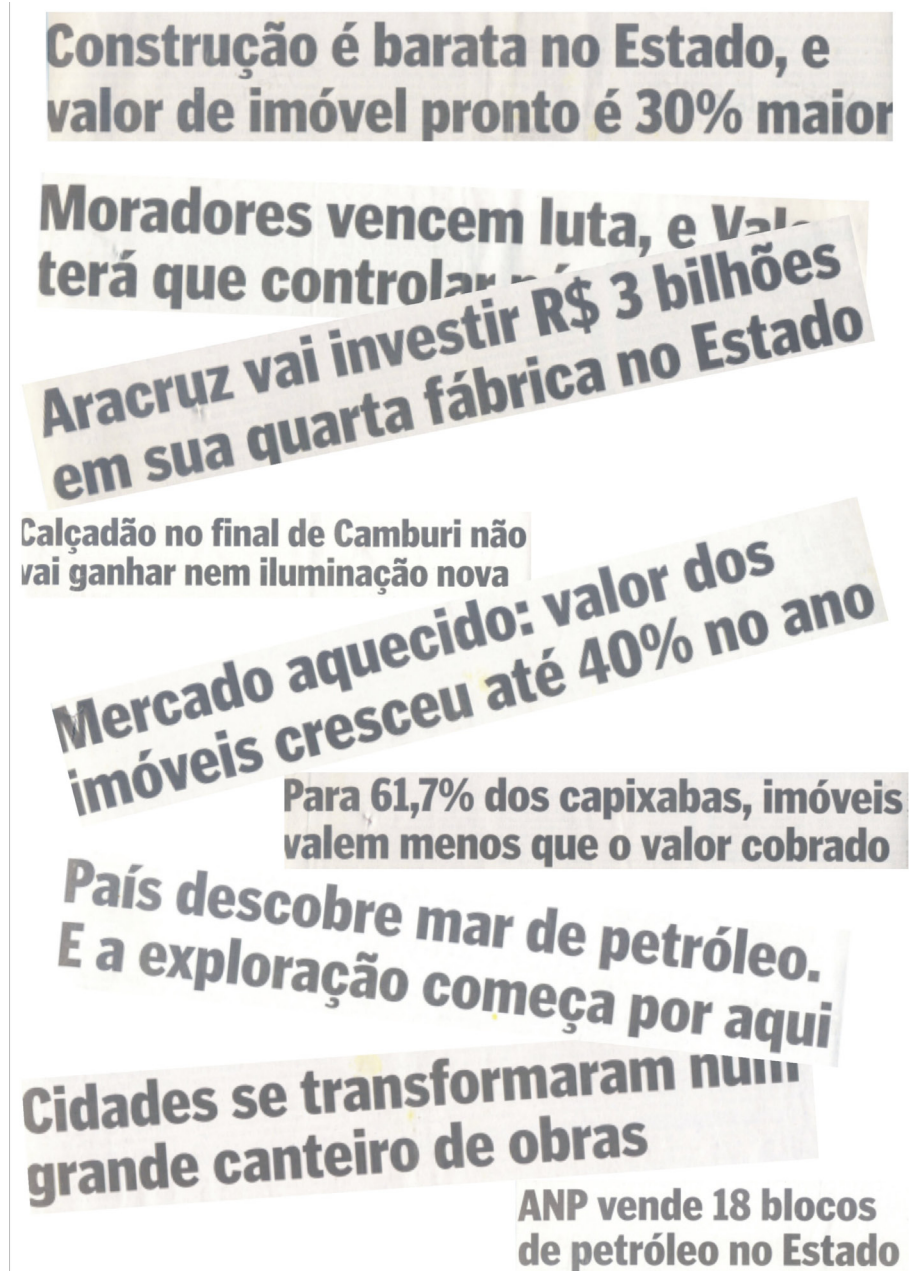 Construção é barata no Estado, e
valor de imóvel pronto é 30% maior
Moradores vencem luta, e Vale
terá que controlar
Aracruz vai investir R$ 3 bilhões
em sua quarta fábrica no Estado
Calçadão no final de Camburi não
vai ganhar nem iluminação nova
Mercado aquecido: valor dos
imóveis cresceu até 40% no ano
Para 61,7% dos capixabas, imóveis
valem menos que o valor cobrado
País descobre mar de petróleo.
E a exploração começa por aqui
Cidades se transformaram num
grande canteiro de obras
ANP vende 18 blocos
de petróleo no Estado